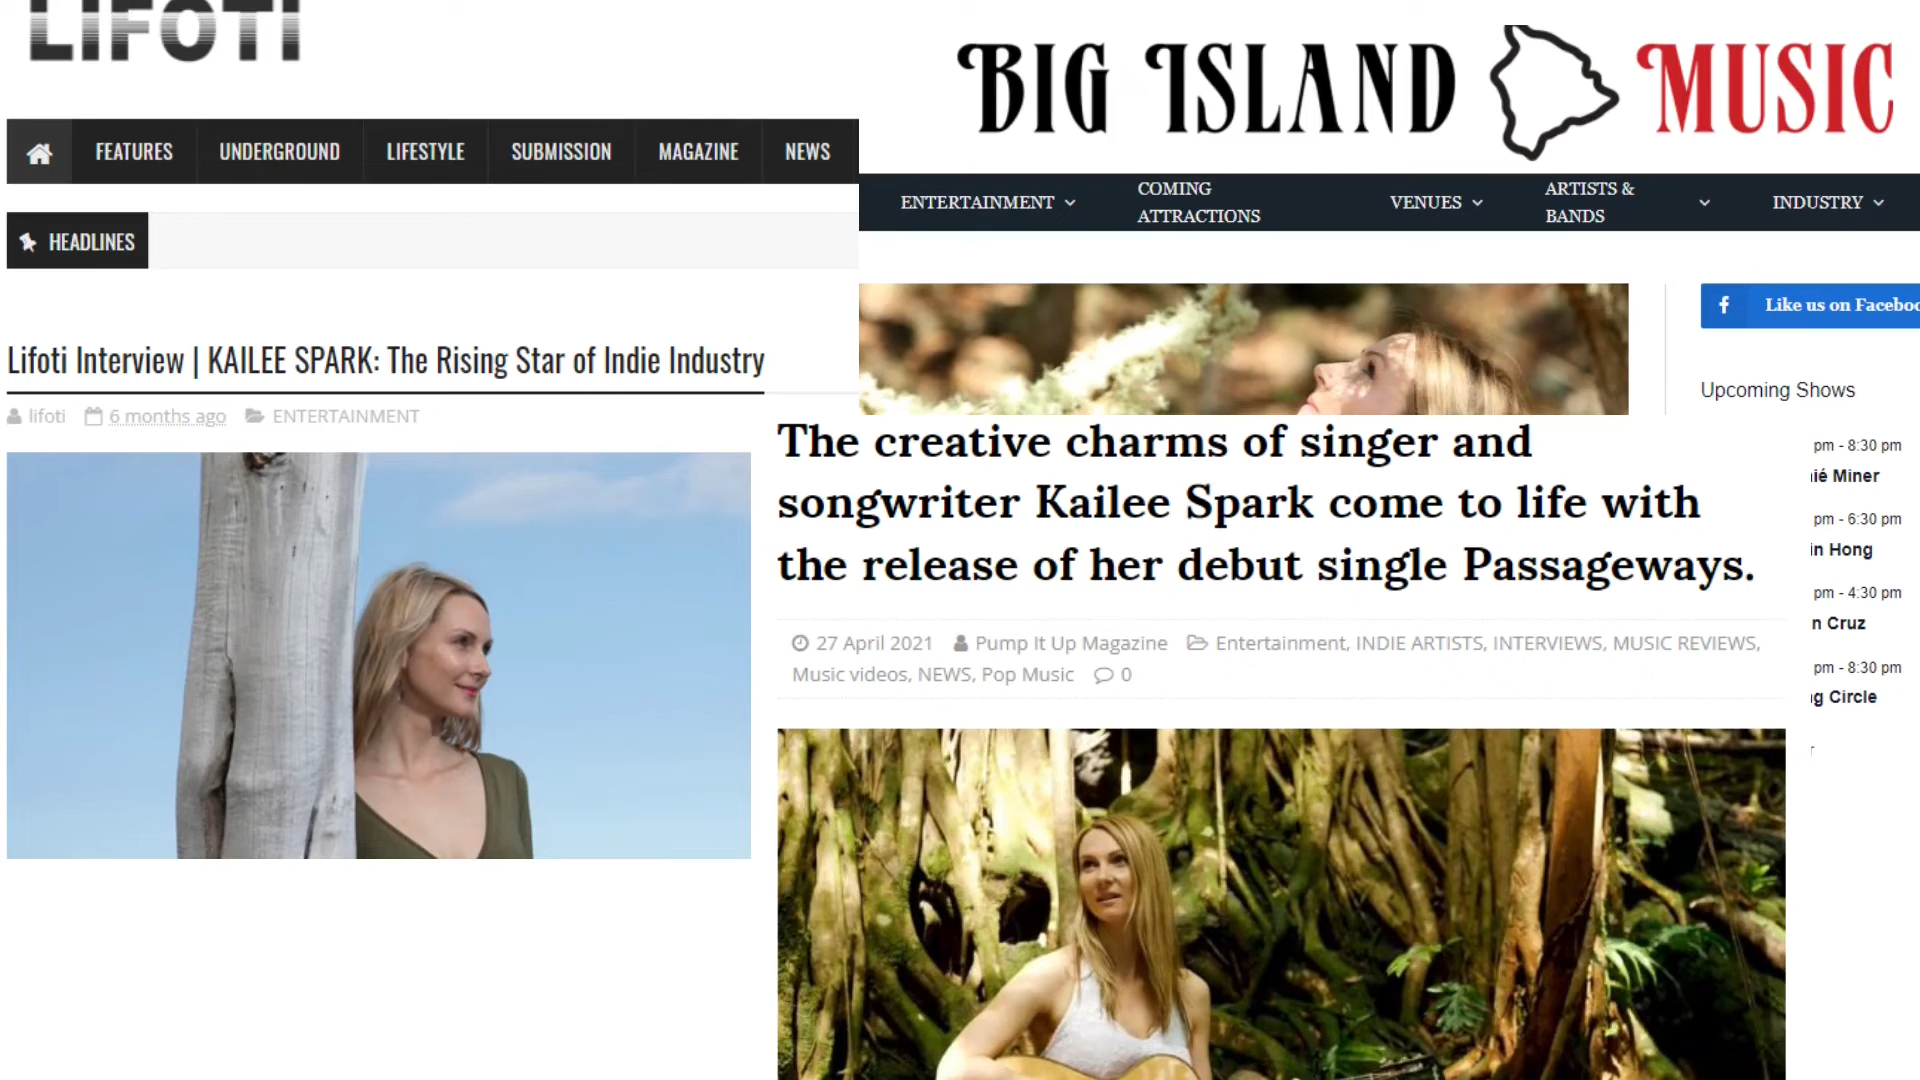 LIFOTI
FEATURES UNDERGROUND LIFESTYLE SUBMISSION MAGAZINE NEWS
HEADLINES
Lifoti Interview | KAILEE SPARK: The Rising Star of Indie Industry
lifoti 6 months ago ENTERTAINMENT
BIG ISLAND MUSIC
ENTERTAINMENT
COMING
ATTRACTIONS
VENUES
ARTISTS &
BANDS
INDUSTRY
Like us on Faceboo
Upcoming Shows
pm - 8:30 pm
ié Miner
pm - 6:30 pm
in Hong
pm - 4:30 pm
n Cruz
pm - 8:30 pm
g Circle
The creative charms of singer and
songwriter Kailee Spark come to life with
the release of her debut single Passageways.
27 April 2021 Pump It Up Magazine Entertainment, INDIE ARTISTS, INTERVIEWS, MUSIC REVIEWS,
Music videos, NEWS, Pop Music 0